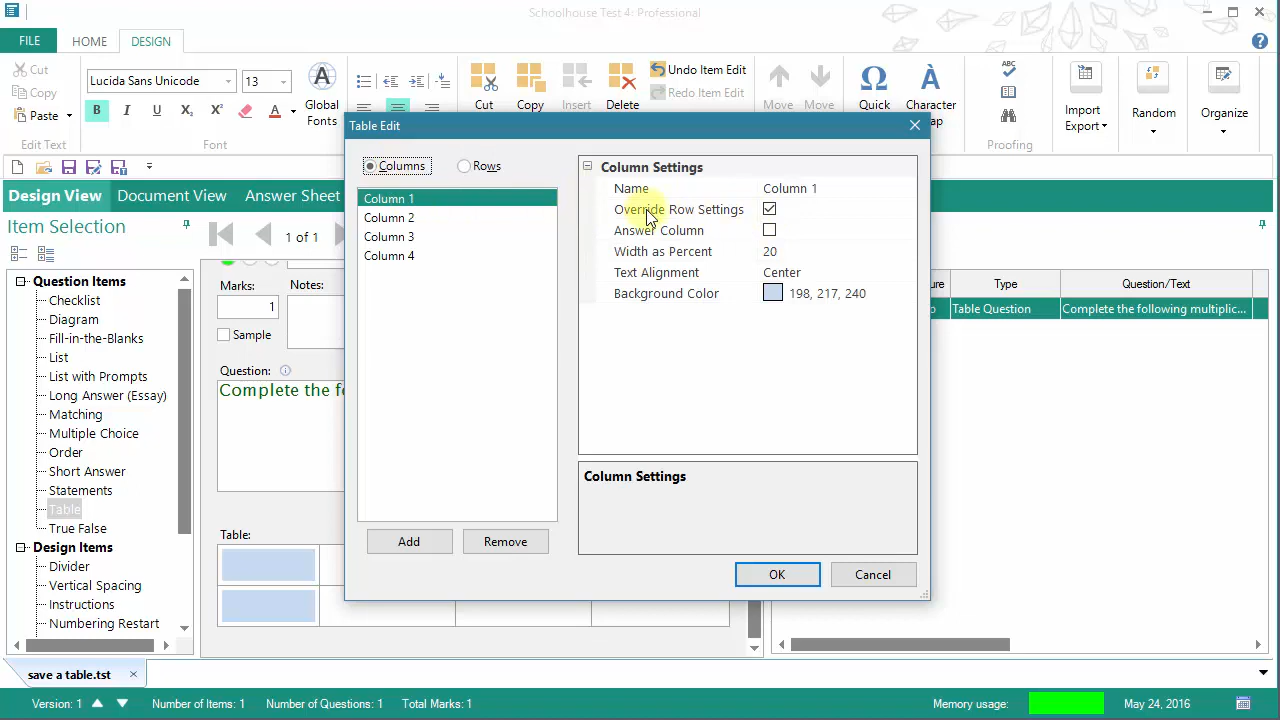 Schoolhouse Test 4: Professional
FILE HOME DESIGN
Cut
Copy
Paste
Edit Text
Lucida Sans Unicode 13
B I U X₂ X² A
Font
Global
Fonts
Cut Copy Insert Delete
Undo Item Edit
Redo Item Edit
Move Move
Quick
Character
ABC
Proofing
Import
Export
Random
Organize
Design View Document View Answer Sheet
Item Selection
Question Items
Checklist
Diagram
Fill-in-the-Blanks
List
List with Prompts
Long Answer (Essay)
Matching
Multiple Choice
Order
Short Answer
Statements
Table
True False
Design Items
Divider
Vertical Spacing
Instructions
Numbering Restart
1 of 1
Marks: Notes:
1
Sample
Question:
Complete the f
Table:
Table Edit
Columns Rows
Column 1
Column 2
Column 3
Column 4
Add Remove
Column Settings
Name Column 1
Override Row Settings
Answer Column
Width as Percent 20
Text Alignment Center
Background Color 198, 217, 240
Column Settings
OK Cancel
Type Question/Text
Table Question Complete the following multiplic...
save a table.tst
Version: 1 Number of Items: 1 Number of Questions: 1 Total Marks: 1 Memory usage: May 24, 2016